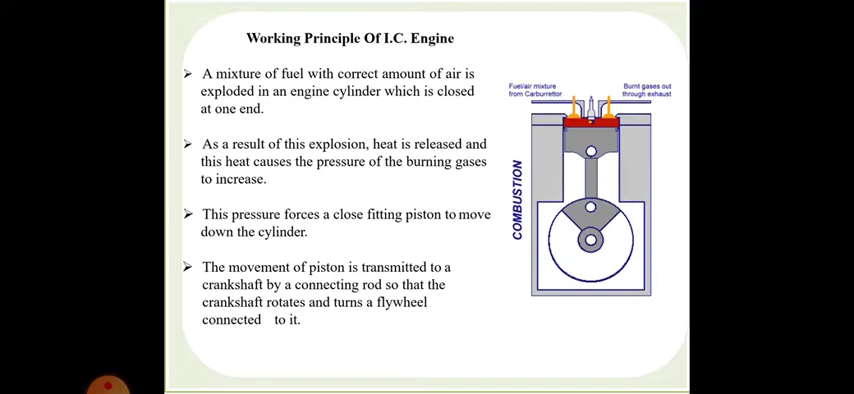 Working Principle Of I.C. Engine
➢ A mixture of fuel with correct amount of air is
exploded in an engine cylinder which is closed
at one end.
➢ As a result of this explosion, heat is released and
this heat causes the pressure of the burning gases
to increase.
➢ This pressure forces a close fitting piston to move
down the cylinder.
➢ The movement of piston is transmitted to a
crankshaft by a connecting rod so that the
crankshaft rotates and turns a flywheel
connected to it.
Fuel/air mixture
from Carburrettor
Burnt gases out
through exhaust
COMBUSTION